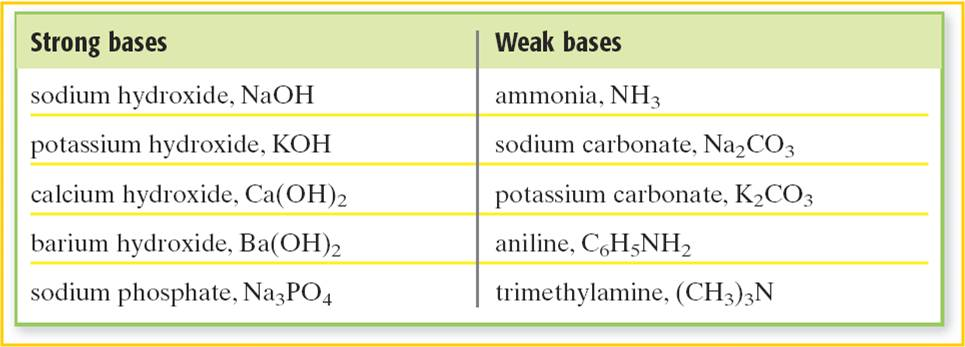 Strong bases Weak bases
sodium hydroxide, NaOH ammonia, NH₃
potassium hydroxide, KOH sodium carbonate, Na₂CO₃
calcium hydroxide, Ca(OH)₂ potassium carbonate, K₂CO₃
barium hydroxide, Ba(OH)₂ aniline, C₆H₅NH₂
sodium phosphate, Na₃PO₄ trimethylamine, (CH₃)₃N